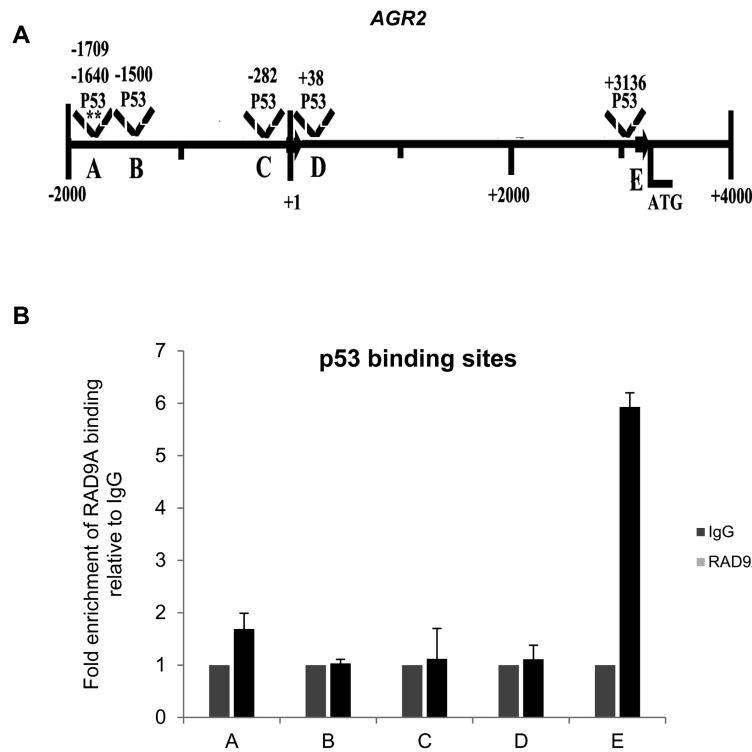 AGR2
A
-1709
-1640 -1500 -282 +38 +3136
P53 P53 P53 P53 P53
**
A B C D E
-2000 +1 +2000 ATG +4000
B
p53 binding sites
Fold enrichment of RAD9A binding
relative to IgG
7
6
5
4
3
2
1
0
IgG
RAD9
A B C D E